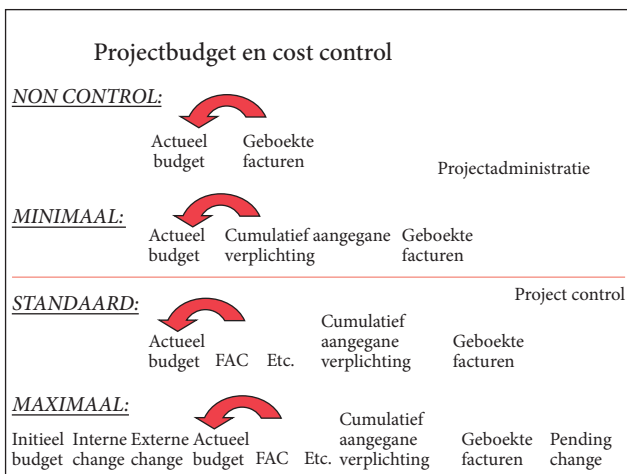 Projectbudget en cost control
NON CONTROL:
Actueel Geboekte
budget facturen
Projectadministratie
MINIMAAL:
Actueel Cumulatief aangegane Geboekte
budget verplichting facturen
Project control
STANDAARD:
Cumulatief
Actueel aangegane Geboekte
budget FAC Etc. verplichting facturen
MAXIMAAL:
Cumulatief
Initieel Interne Externe Actueel aangegane Geboekte Pending
budget change change budget FAC Etc. verplichting facturen change